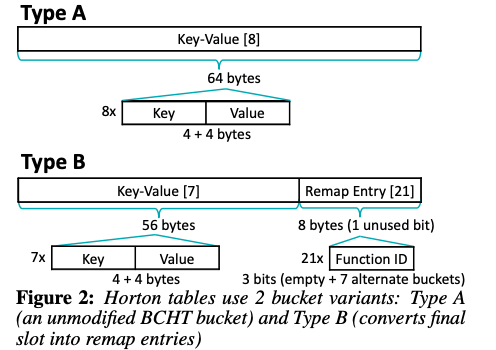 Type A
Key-Value [8]
64 bytes
8x Key Value
4 + 4 bytes
Type B
Key-Value [7] Remap Entry [21]
56 bytes 8 bytes (1 unused bit)
7x Key Value 21x Function ID
4 + 4 bytes 3 bits (empty + 7 alternate buckets)
Figure 2: Horton tables use 2 bucket variants: Type A
(an unmodified BCHT bucket) and Type B (converts final
slot into remap entries)